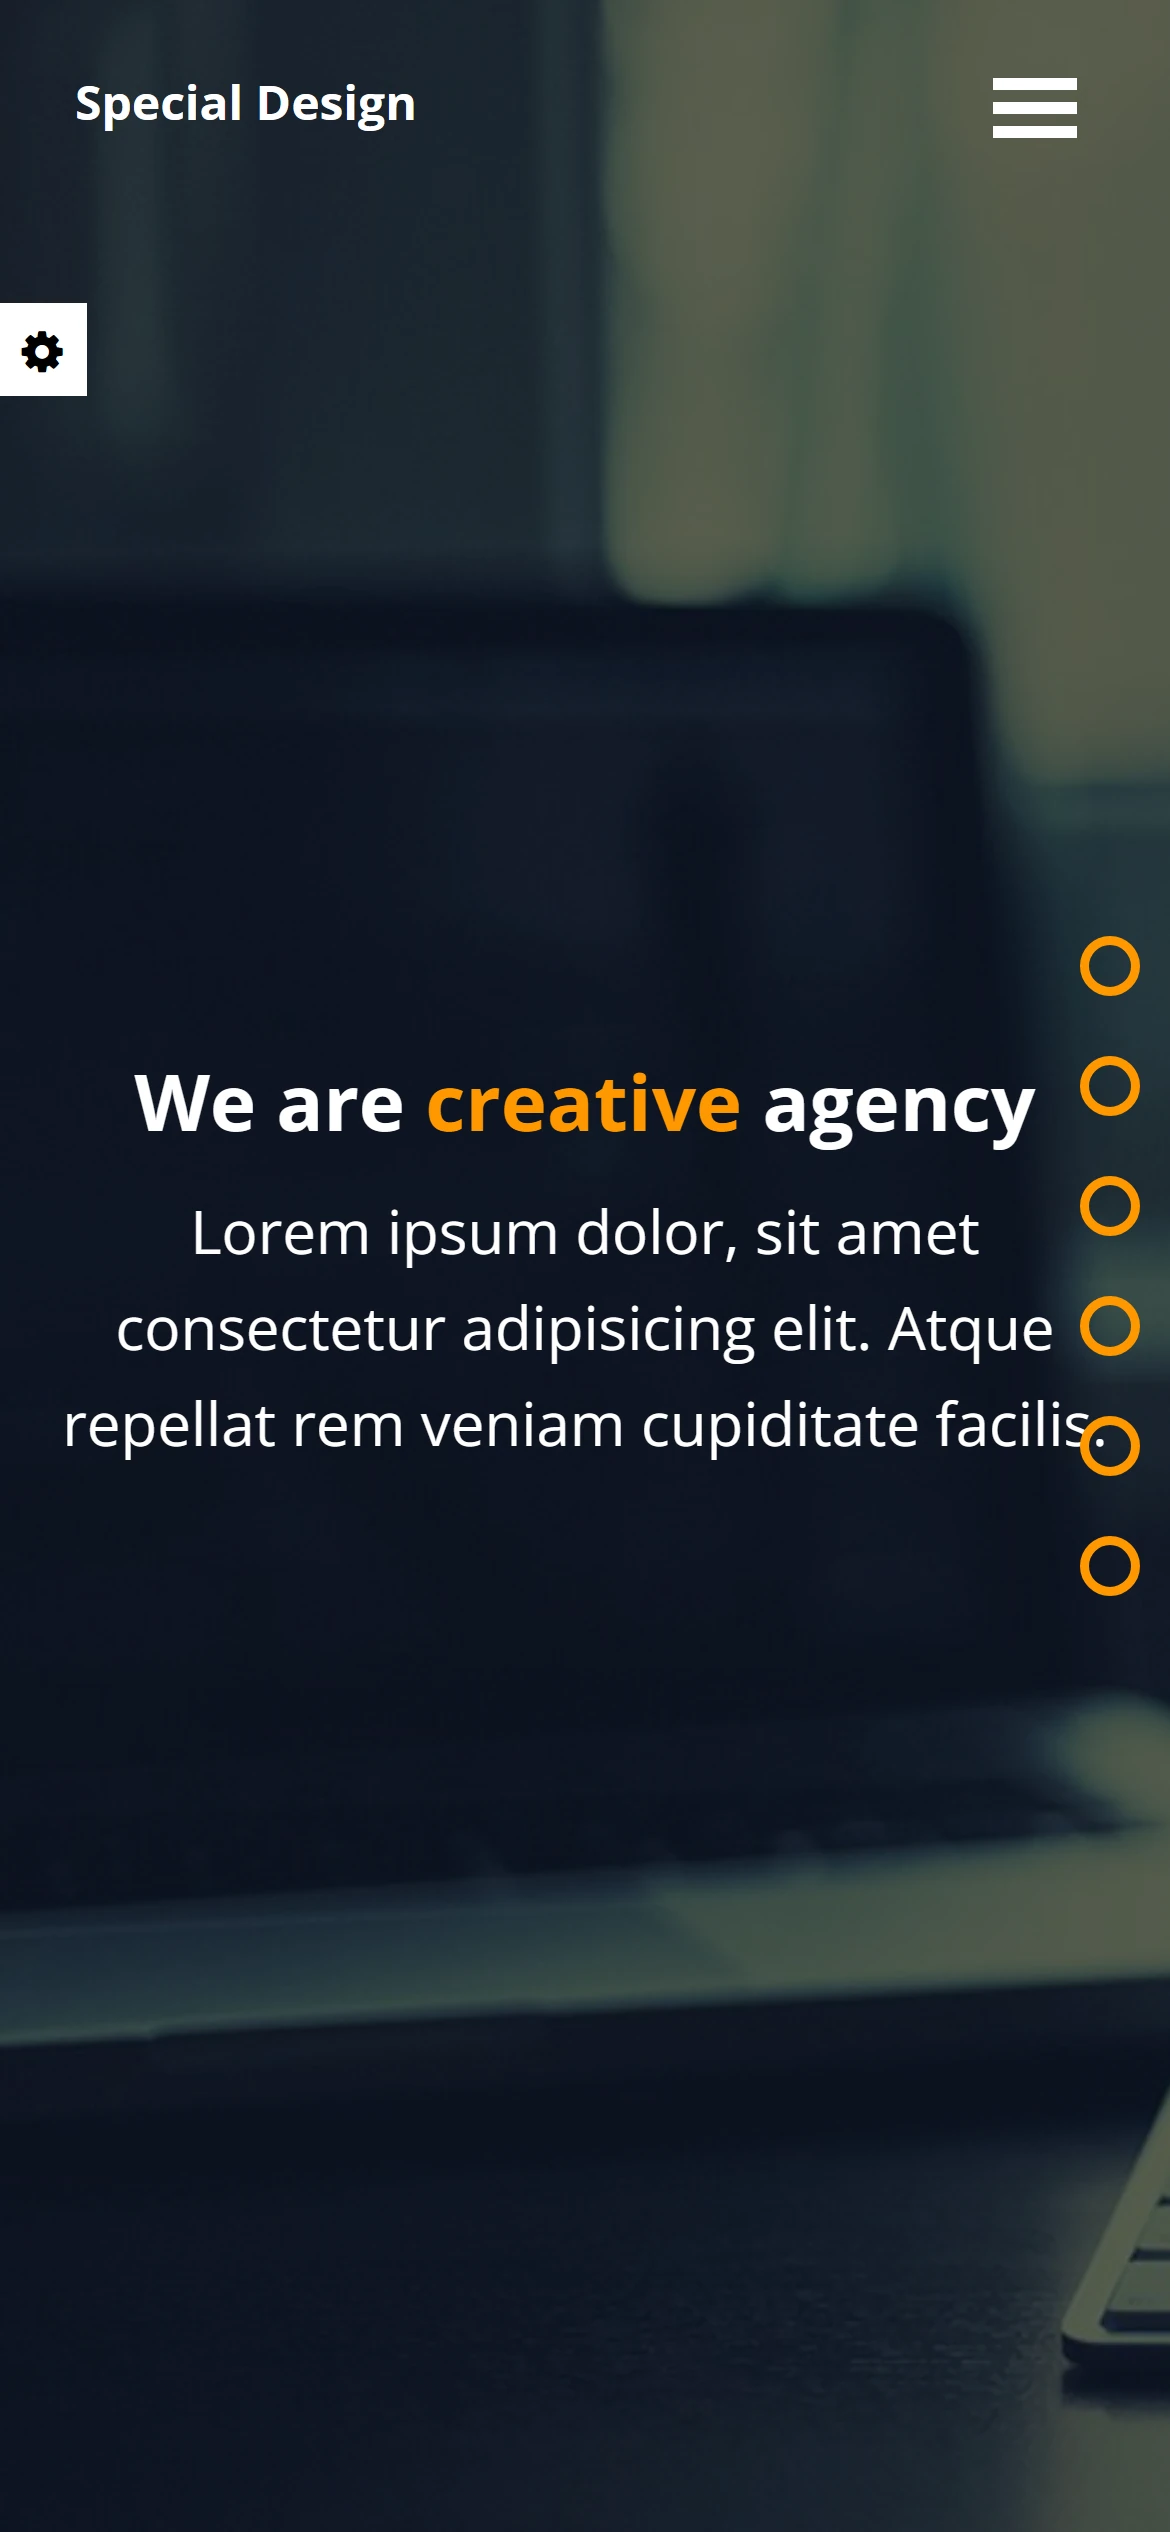 Special Design
We are creative agency
Lorem ipsum dolor, sit amet
consectetur adipisicing elit. Atque
repellat rem veniam cupiditate facilis.